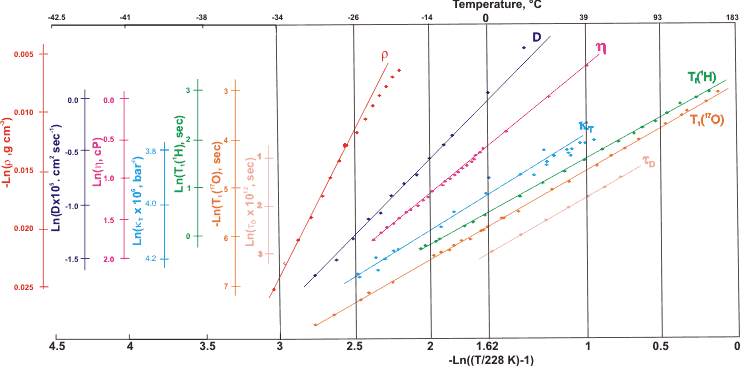 Temperature, °C
-42.5 -41 -38 -34 -26 -14 0 39 93 183
ρ D η T₁(¹H) T₁(¹⁷O) κT τD
-Ln(ρ ,g cm⁻³)
0.005
0.010
0.015
0.020
0.025
Ln(Dx10⁵. cm² sec⁻¹)
0.0
-0.5
-1.0
-1.5
Ln(η, cP)
0.0
0.5
1.0
1.5
2.0
Ln(κT x 10⁶, bar¹)
3.8
4.0
4.2
Ln(T₁(¹H), sec)
3
2
1
0
-Ln(T₁(¹⁷O), sec)
3
4
5
6
7
Ln(τD x 10¹², sec)
1
2
3
4.5 4 3.5 3 2.5 2 1.62 1 0.5 0
-Ln((T/228 K)-1)